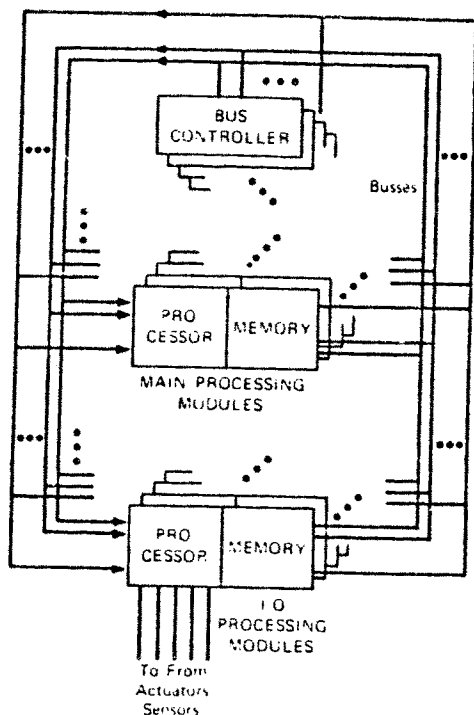 BUS
CONTROLLER
Busses
PRO
CESSOR
MEMORY
MAIN PROCESSING
MODULES
PRO
CESSOR
MEMORY
I O
PROCESSING
MODULES
To From
Actuators
Sensors